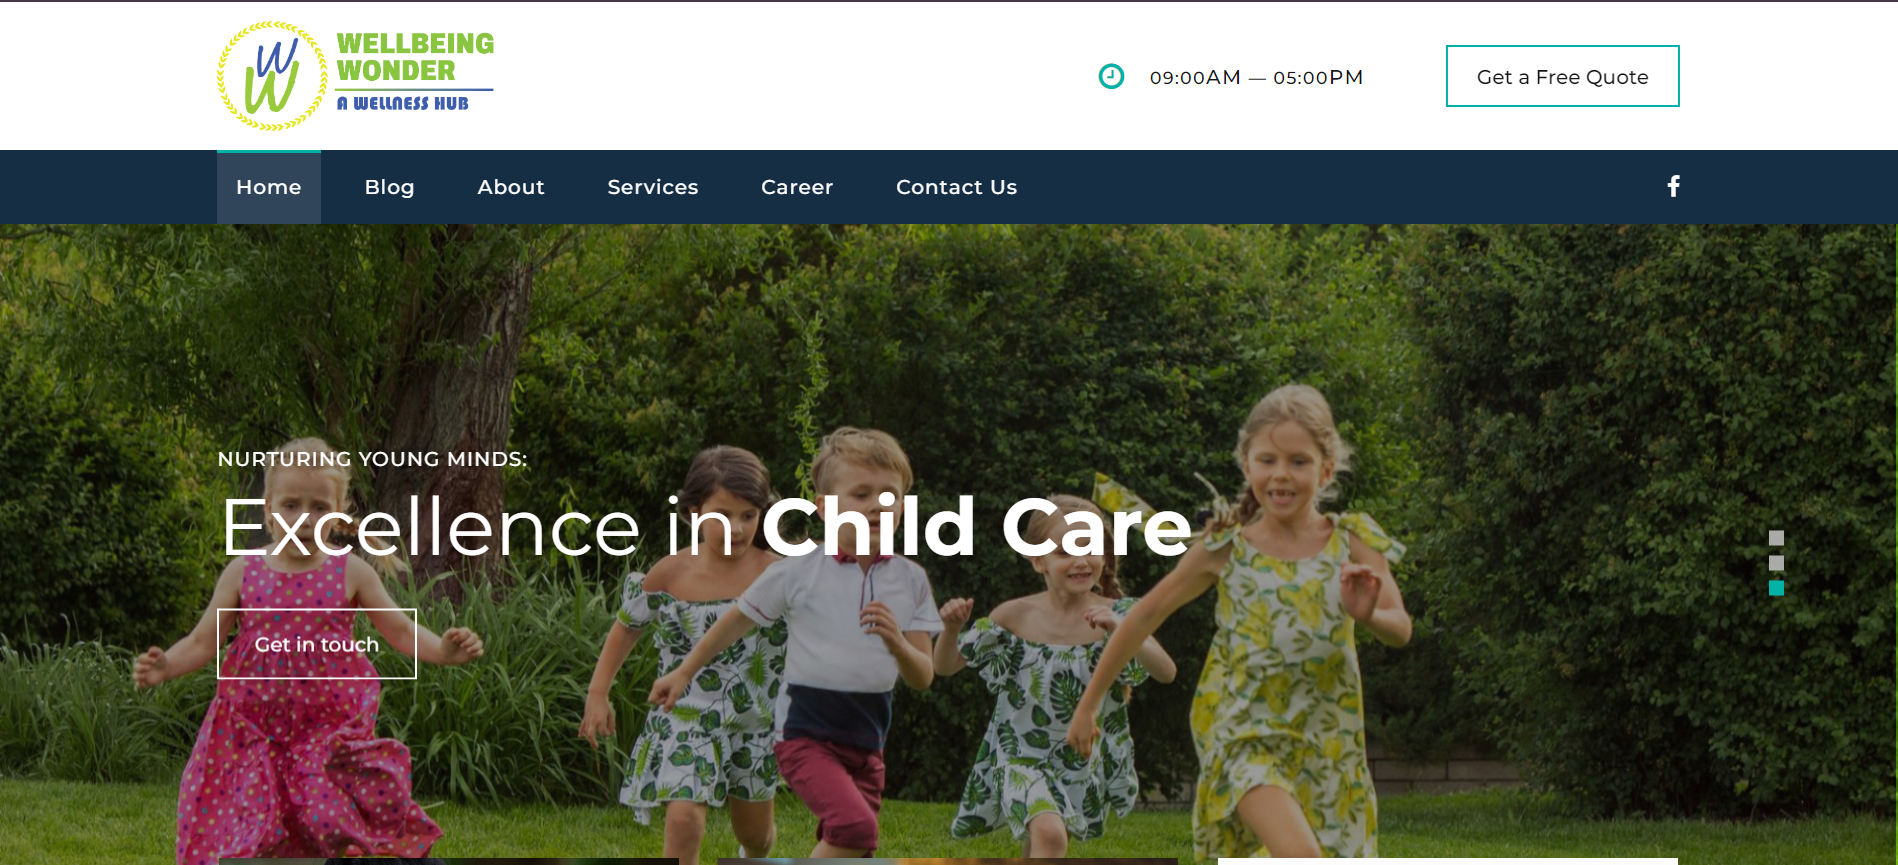 WELLBEING
WONDER
A WELLNESS HUB
09:00AM — 05:00PM
Get a Free Quote
Home
Blog
About
Services
Career
Contact Us
NURTURING YOUNG MINDS:
Excellence in Child Care
Get in touch